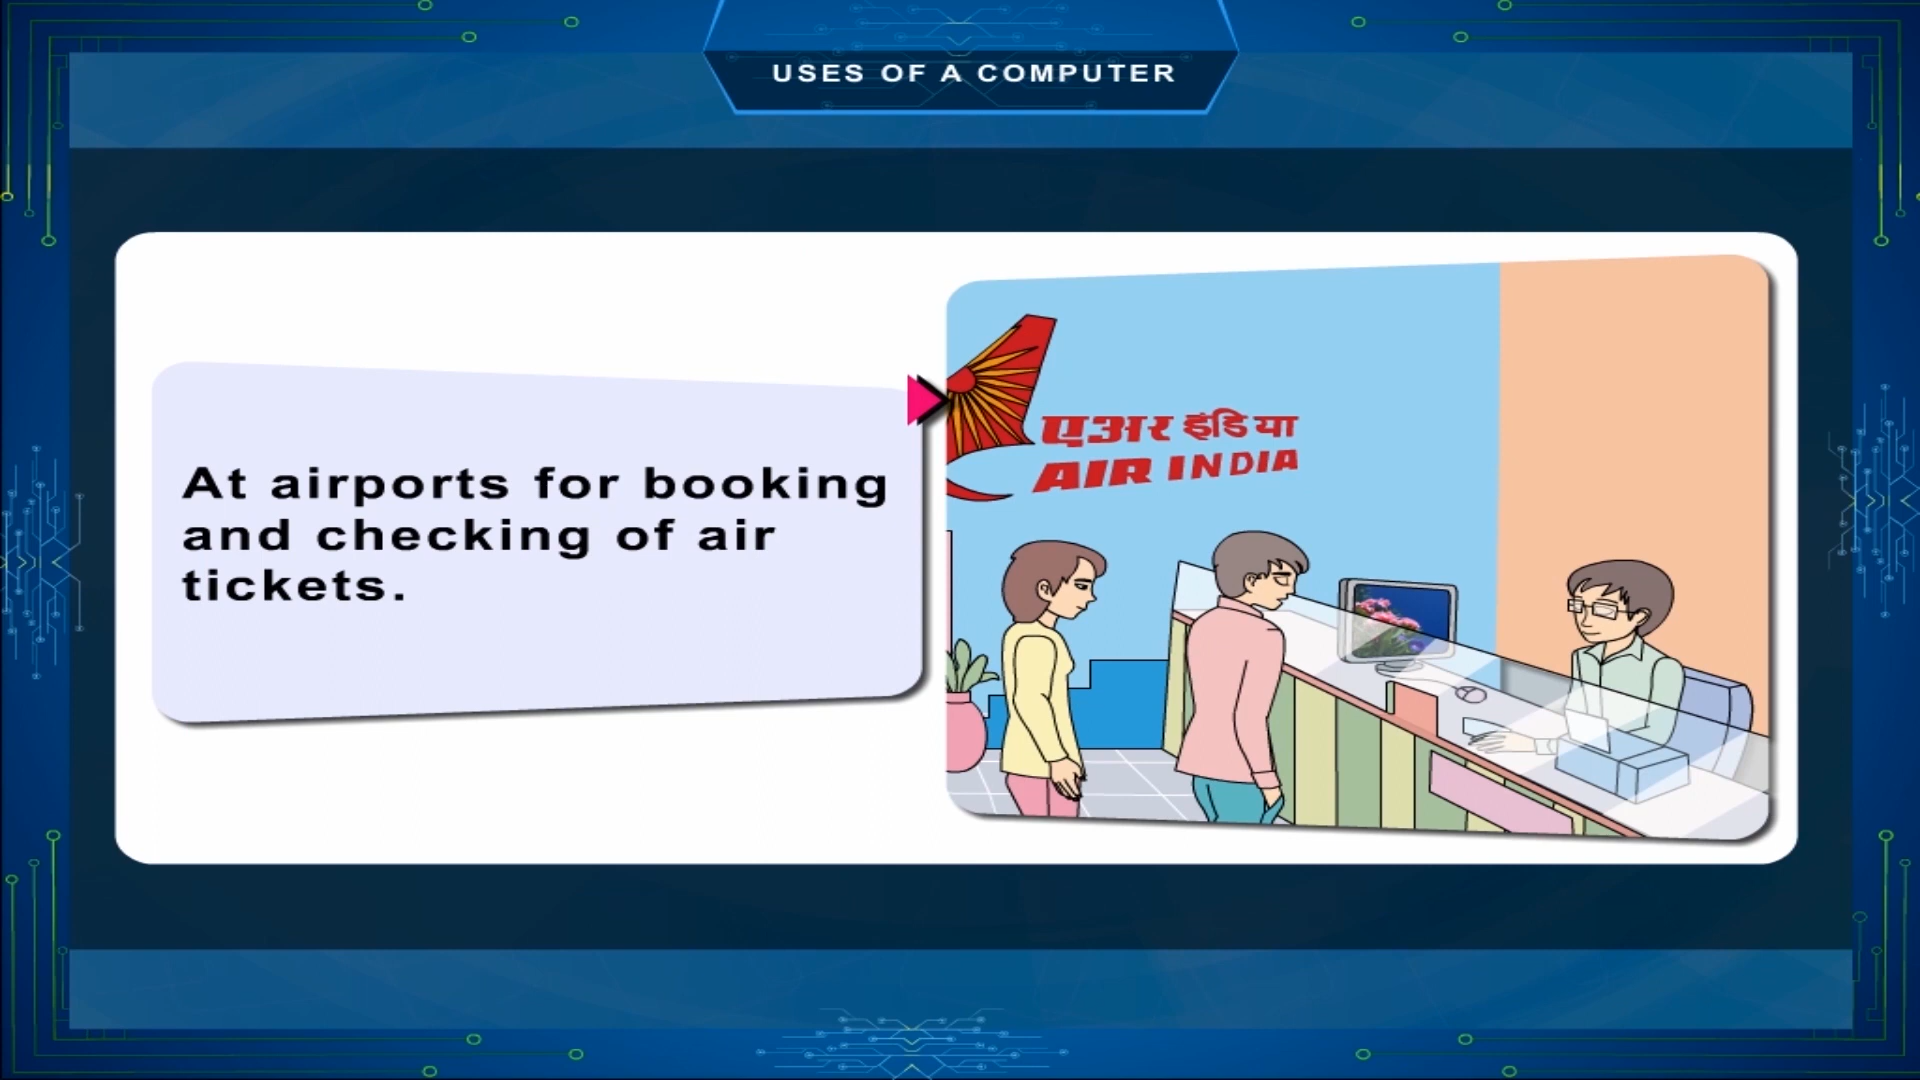 USES OF A COMPUTER
At airports for booking
and checking of air
tickets.
एअर इंडिया
AIR INDIA